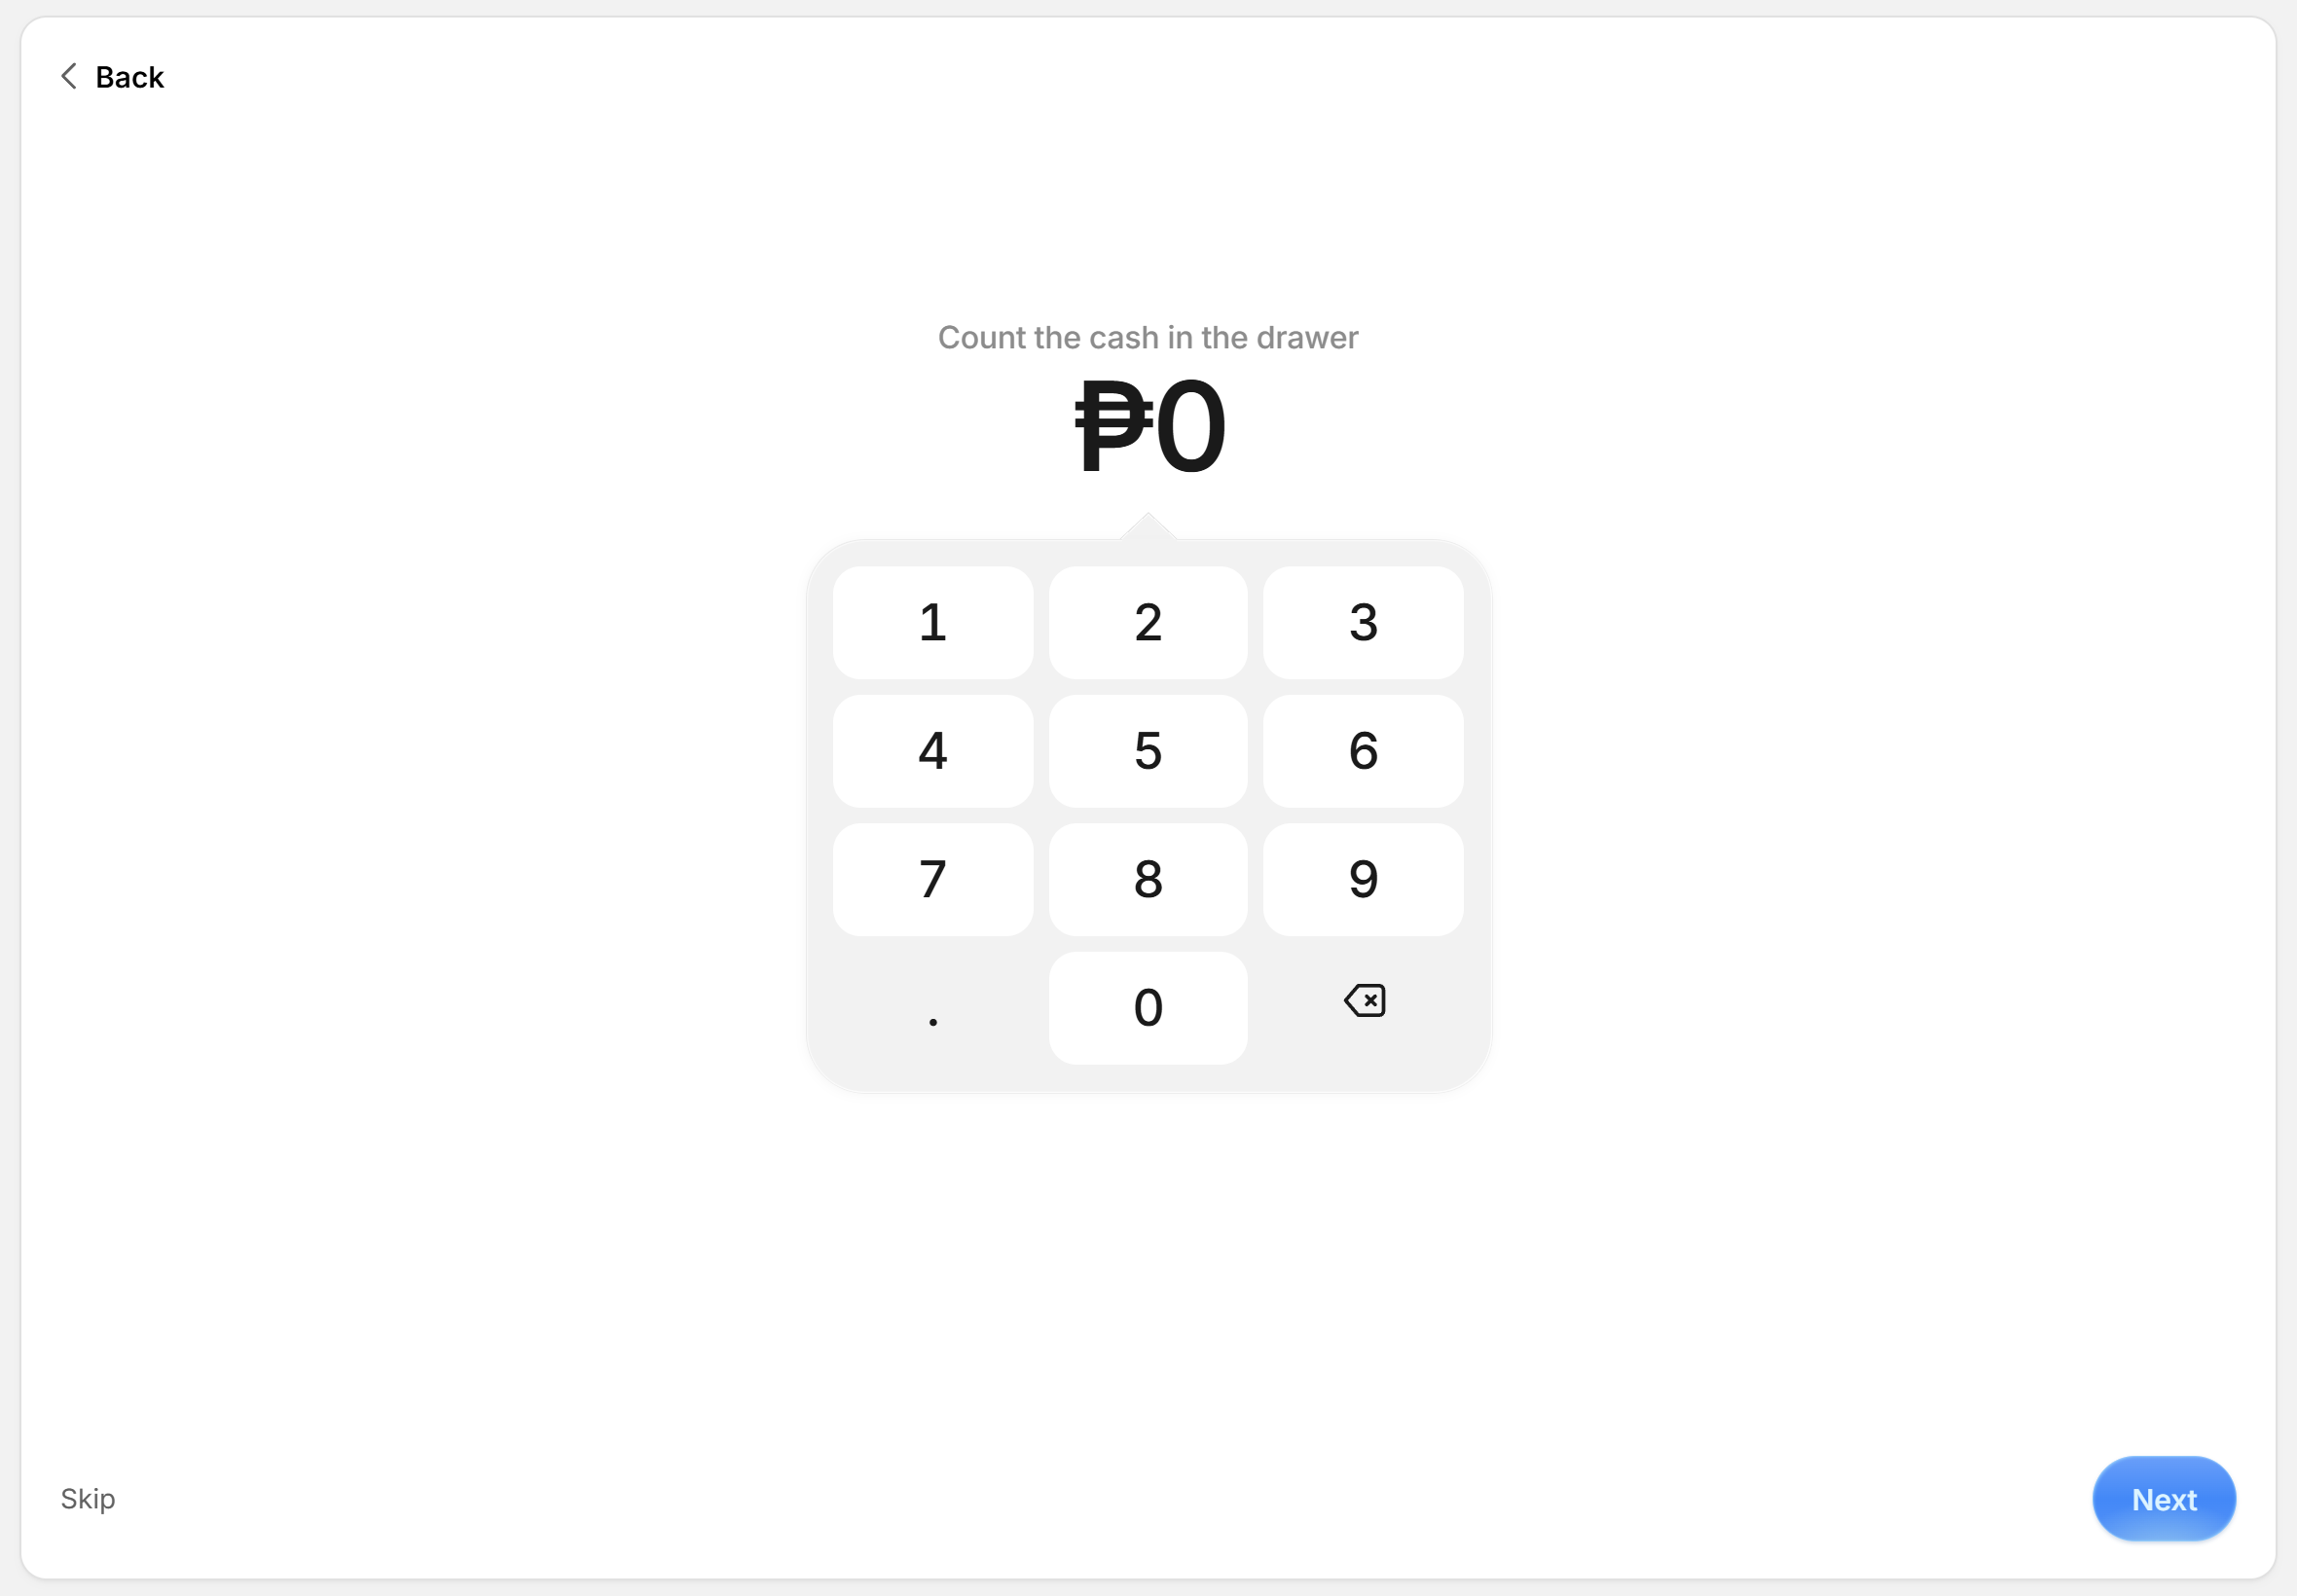 Back
Count the cash in the drawer
₱0
1 2 3
4 5 6
7 8 9
. 0
Skip
Next